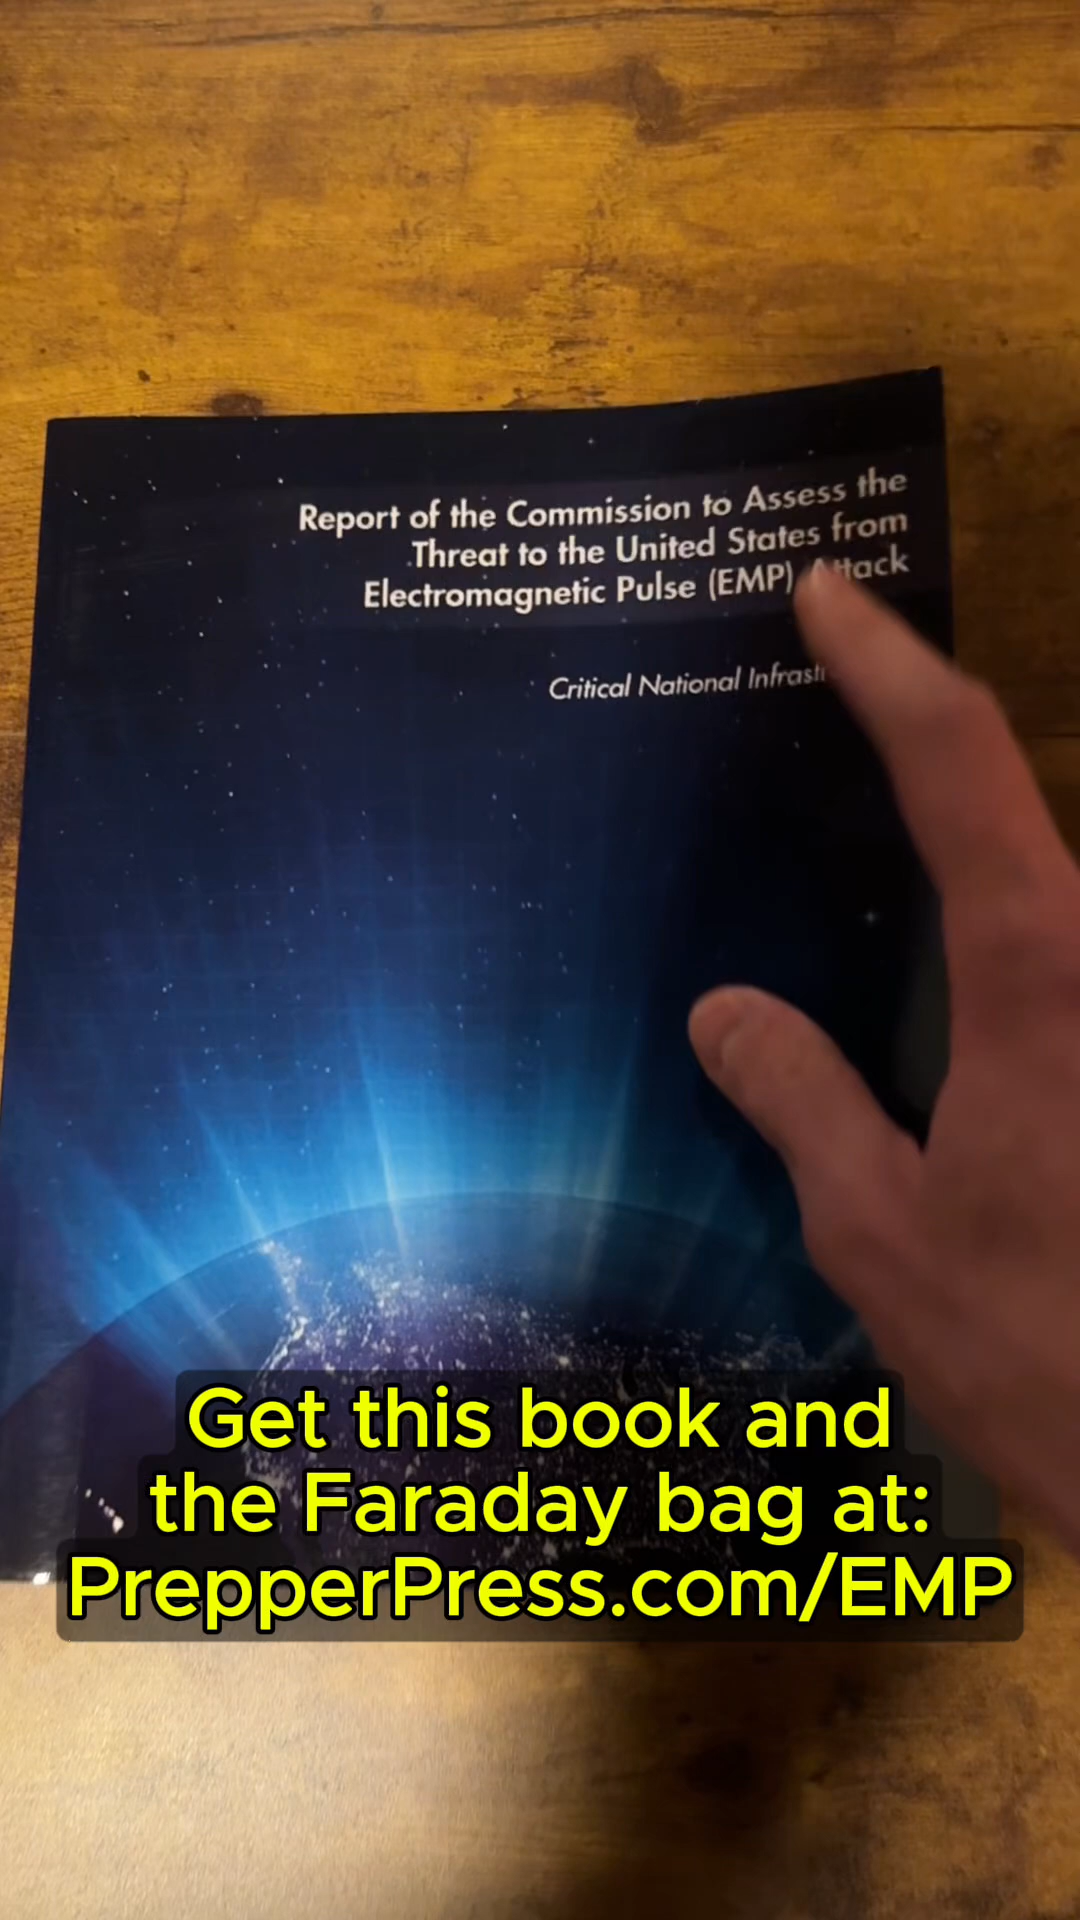 Report of the Commission to Assess the
Threat to the United States from
Electromagnetic Pulse (EMP) Attack
Critical National
Get this book and
the Faraday bag at:
PrepperPress.com/EMP